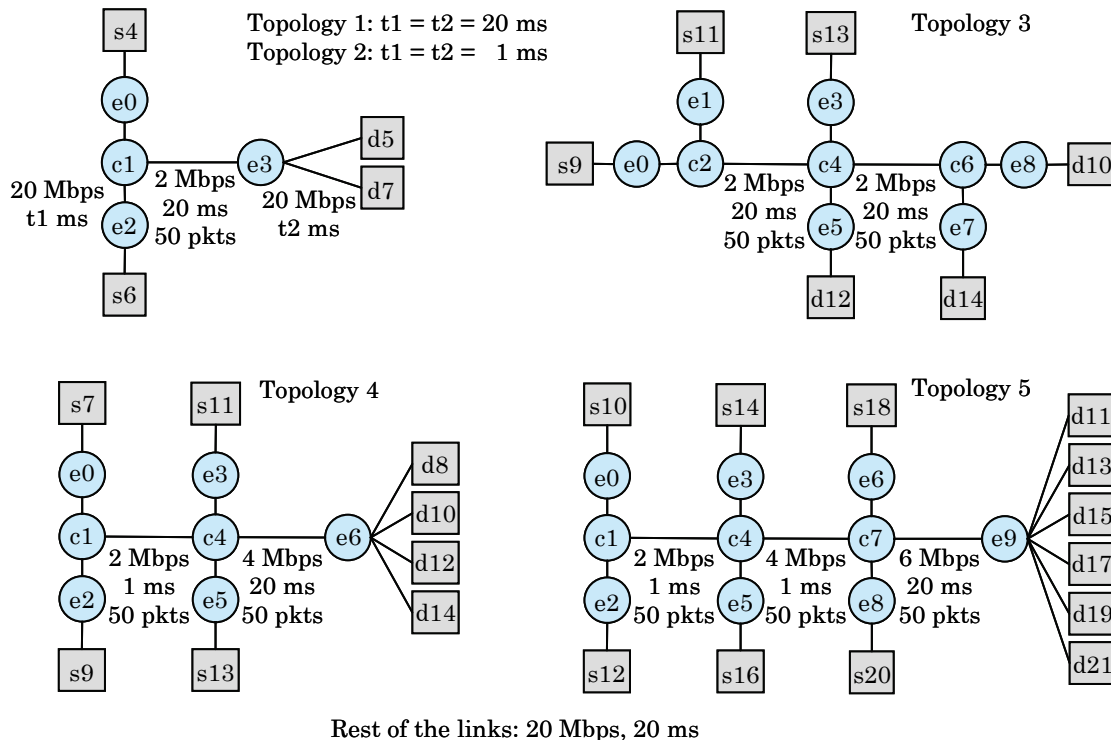 Topology 1: t1 = t2 = 20 ms
Topology 2: t1 = t2 = 1 ms
s4
e0
c1
e3
d5
d7
20 Mbps
t1 ms
2 Mbps
20 ms
50 pkts
20 Mbps
t2 ms
e2
s6
Topology 3
s11
s13
e1
e3
s9
e0
c2
c4
c6
e8
d10
2 Mbps
20 ms
50 pkts
2 Mbps
20 ms
50 pkts
e5
e7
d12
d14
Topology 4
s7
s11
e0
e3
d8
d10
d12
d14
c1
c4
e6
2 Mbps
1 ms
50 pkts
4 Mbps
20 ms
50 pkts
e2
e5
s9
s13
Topology 5
s10
s14
s18
e0
e3
e6
d11
d13
d15
d17
d19
d21
c1
c4
c7
e9
2 Mbps
1 ms
50 pkts
4 Mbps
1 ms
50 pkts
6 Mbps
20 ms
50 pkts
e2
e5
e8
s12
s16
s20
Rest of the links: 20 Mbps, 20 ms